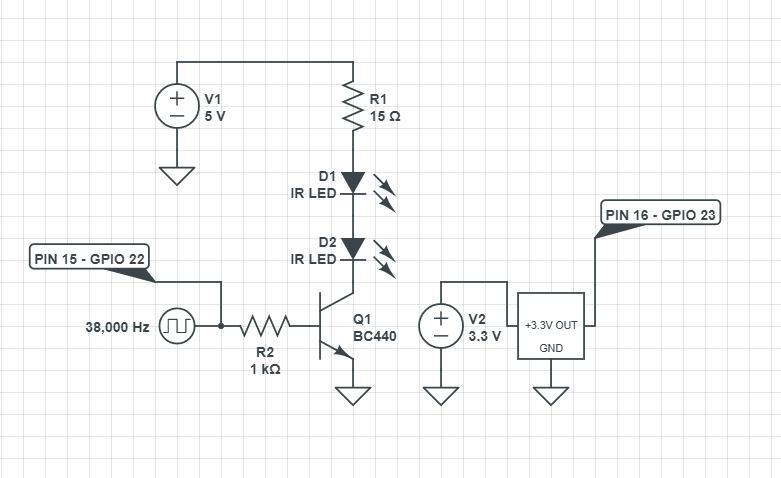 V1
5 V
R1
15 Ω
D1
IR LED
D2
IR LED
PIN 15 - GPIO 22
38,000 Hz
R2
1 kΩ
Q1
BC440
V2
3.3 V
+3.3V OUT
GND
PIN 16 - GPIO 23